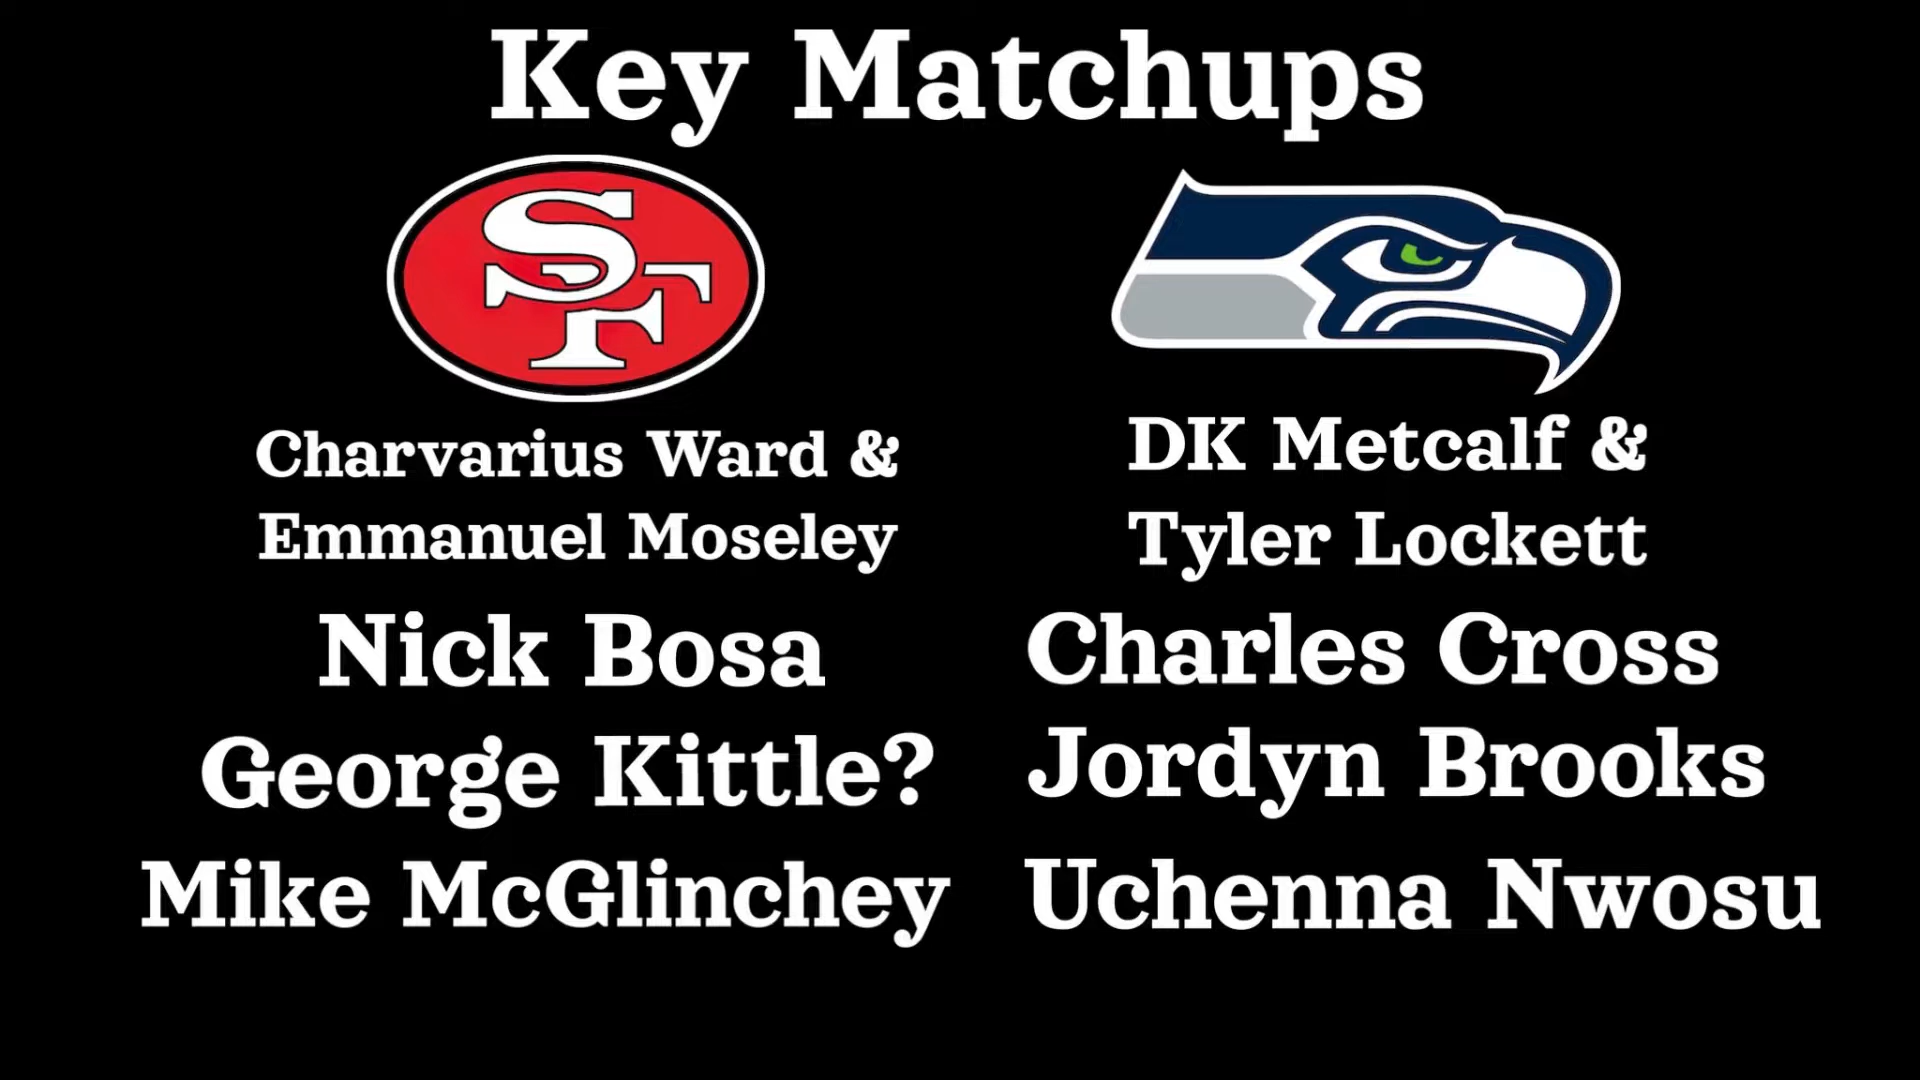 Key Matchups
SF
Charvarius Ward &
Emmanuel Moseley
DK Metcalf &
Tyler Lockett
Nick Bosa
Charles Cross
George Kittle?
Jordyn Brooks
Mike McGlinchey
Uchenna Nwosu